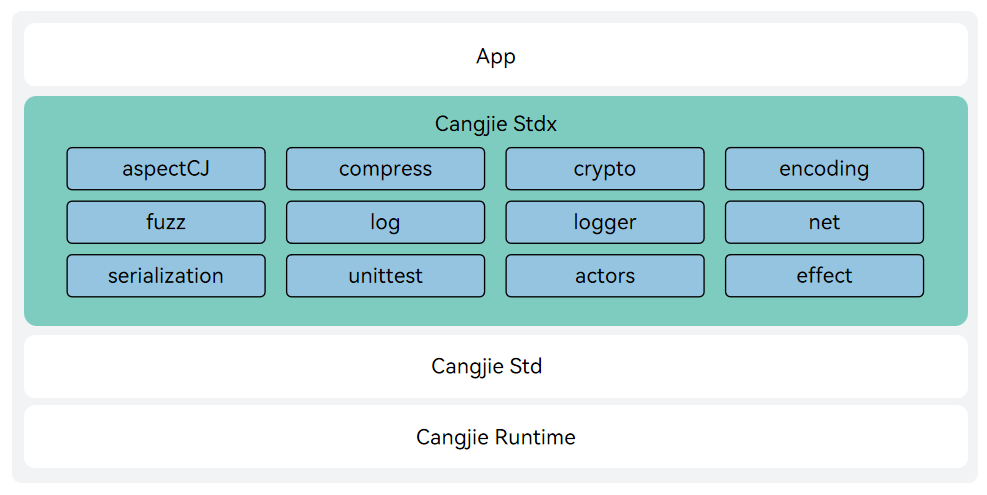 App
Cangjie Stdx
aspectCJ compress crypto encoding
fuzz log logger net
serialization unittest actors effect
Cangjie Std
Cangjie Runtime